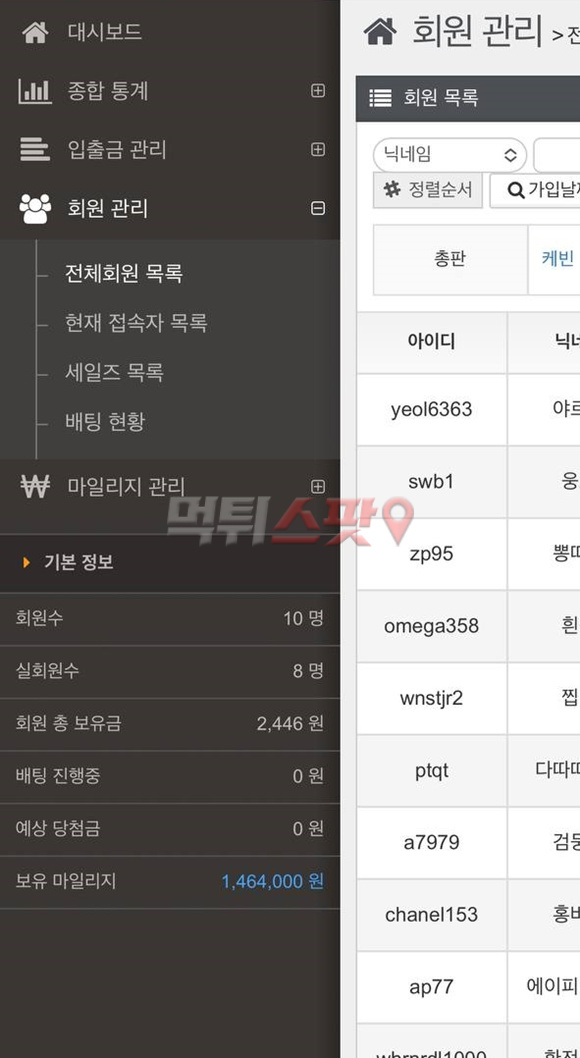 대시보드
종합 통계
입출금 관리
회원 관리
전체회원 목록
현재 접속자 목록
세일즈 목록
배팅 현황
마일리지 관리
기본 정보
회원수 10 명
실회원수 8 명
회원 총 보유금 2,446 원
배팅 진행중 0 원
예상 당첨금 0 원
보유 마일리지 1,464,000 원
먹튀스팟
회원 관리 >전
회원 목록
닉네임
정렬순서 가입날
총판 케빈
아이디 닉네
yeol6363 야르
swb1 웅
zp95 뽕
omega358 흰
wnstjr2 찝
ptqt 다따
a7979 검둥
chanel153 홍
ap77 에이피